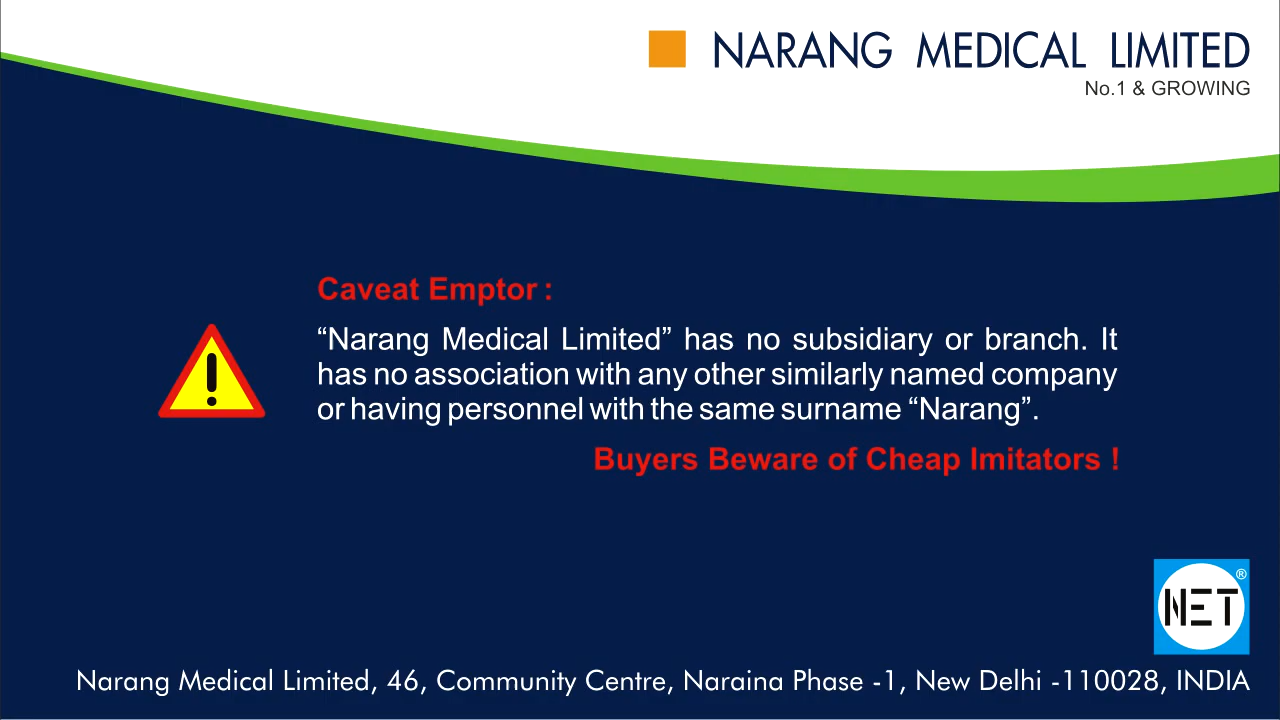 NARANG MEDICAL LIMITED
No.1 & GROWING
Caveat Emptor :
“Narang Medical Limited” has no subsidiary or branch. It
has no association with any other similarly named company
or having personnel with the same surname “Narang”.
Buyers Beware of Cheap Imitators !
NET®
Narang Medical Limited, 46, Community Centre, Naraina Phase -1, New Delhi -110028, INDIA